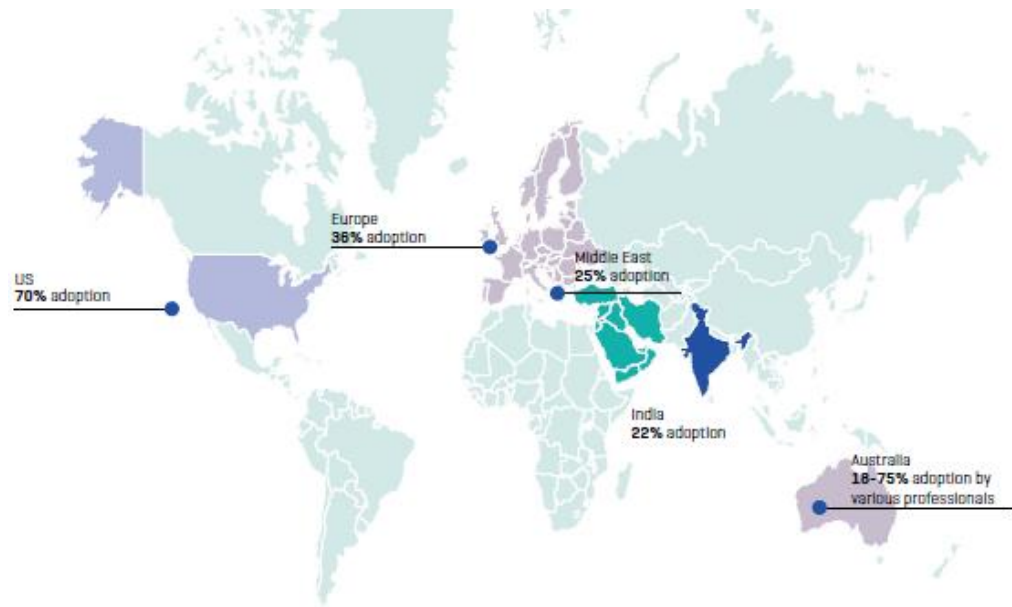 Europe
36% adoption
Middle East
25% adoption
US
70% adoption
India
22% adoption
Australia
18-75% adoption by
various professionals